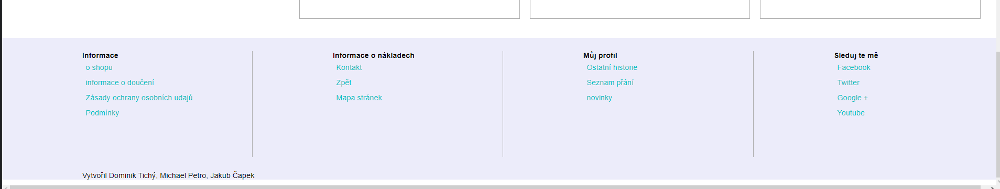 Informace
o shopu
informace o doučení
Zásady ochrany osobních udajů
Podmínky
Informace o nákladech
Kontakt
Zpět
Mapa stránek
Můj profil
Ostatní historie
Seznam přání
novinky
Sleduj te mě
Facebook
Twitter
Google +
Youtube
Vytvořil Dominik Tichý, Michael Petro, Jakub Čapek